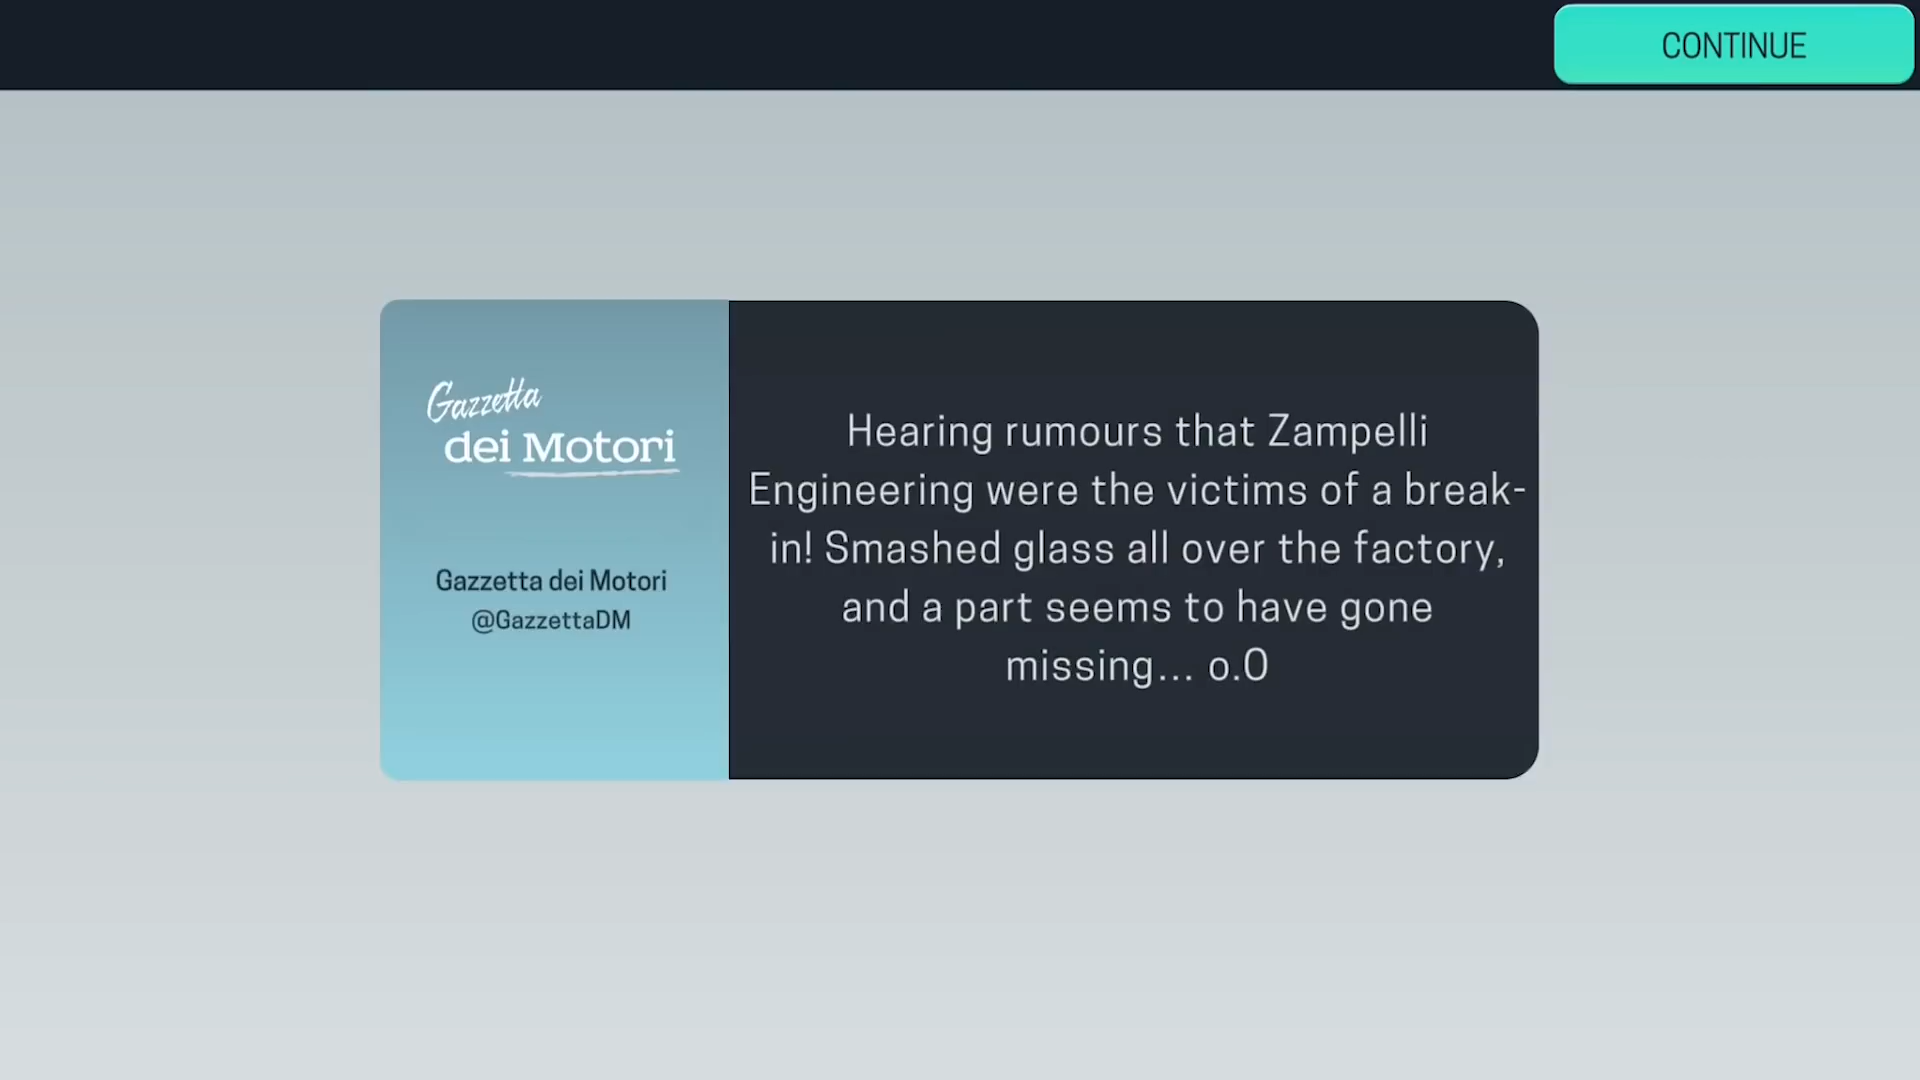 CONTINUE
Gazzetta
dei Motori
Gazzetta dei Motori
@GazzettaDM
Hearing rumours that Zampelli
Engineering were the victims of a break-
in! Smashed glass all over the factory,
and a part seems to have gone
missing... o.O